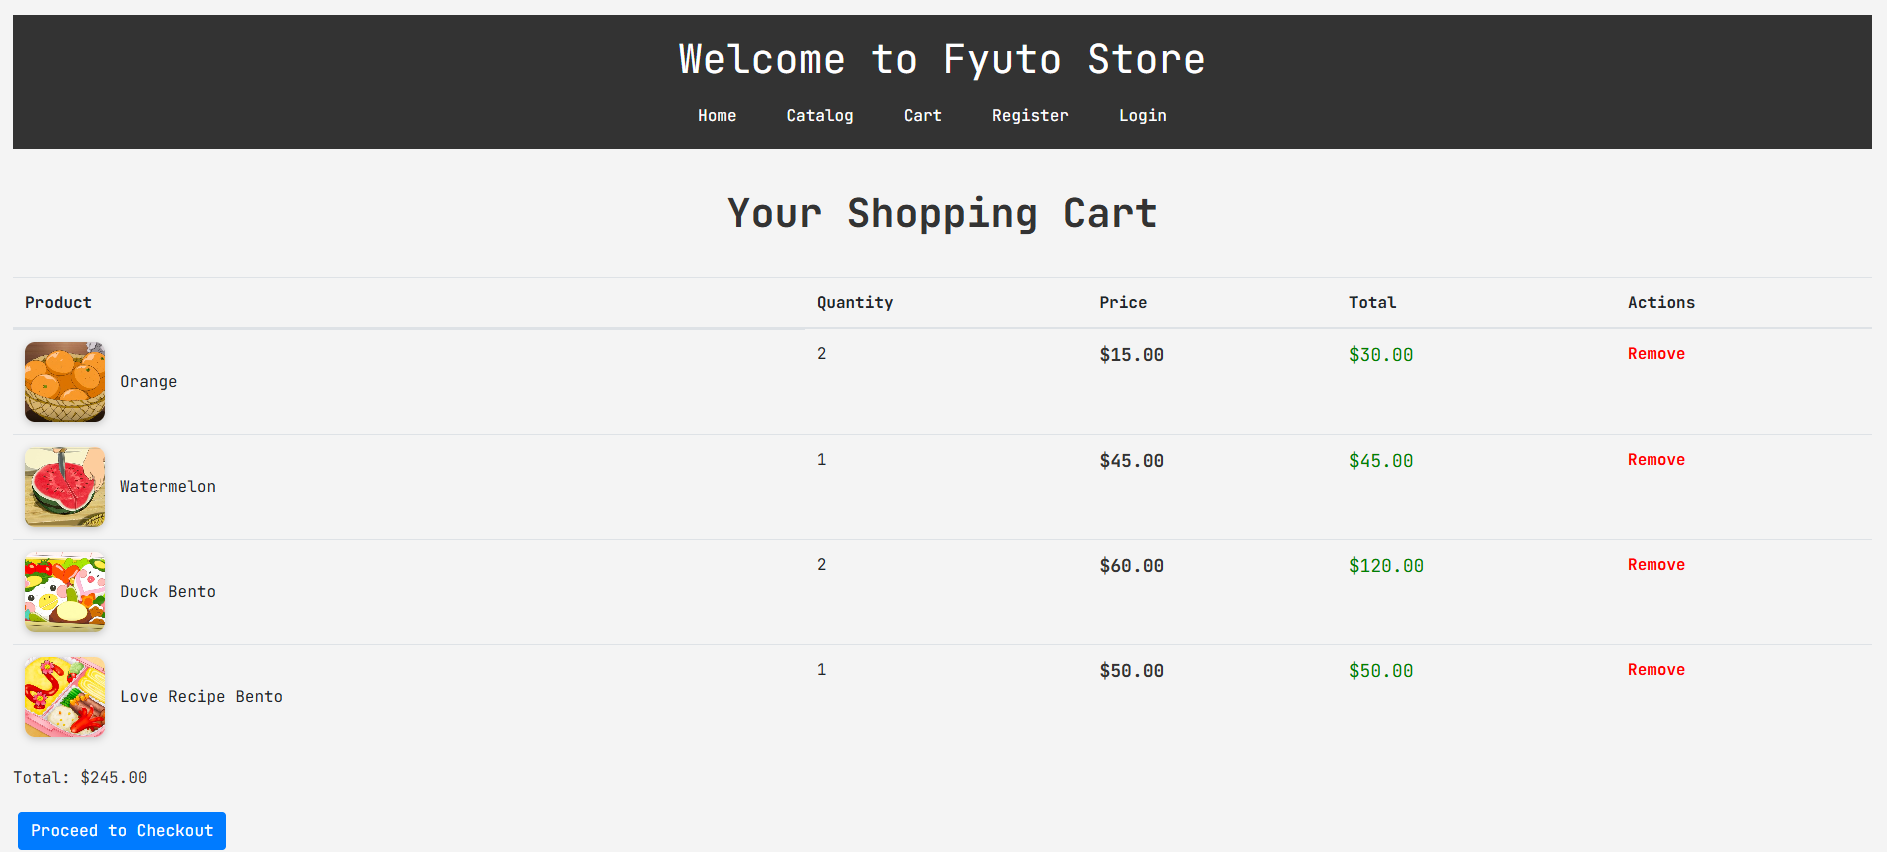 Welcome to Fyuto Store
Home Catalog Cart Register Login
Your Shopping Cart
Product Quantity Price Total Actions
Orange 2 $15.00 $30.00 Remove
Watermelon 1 $45.00 $45.00 Remove
Duck Bento 2 $60.00 $120.00 Remove
Love Recipe Bento 1 $50.00 $50.00 Remove
Total: $245.00
Proceed to Checkout